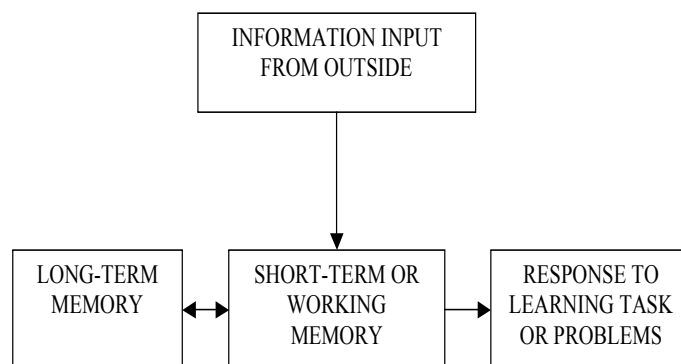 INFORMATION INPUT
FROM OUTSIDE
LONG-TERM
MEMORY
SHORT-TERM OR
WORKING
MEMORY
RESPONSE TO
LEARNING TASK
OR PROBLEMS